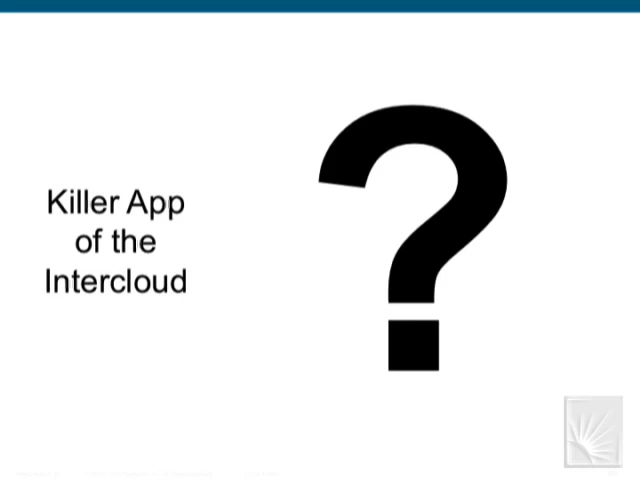 Killer App
of the
Intercloud
?